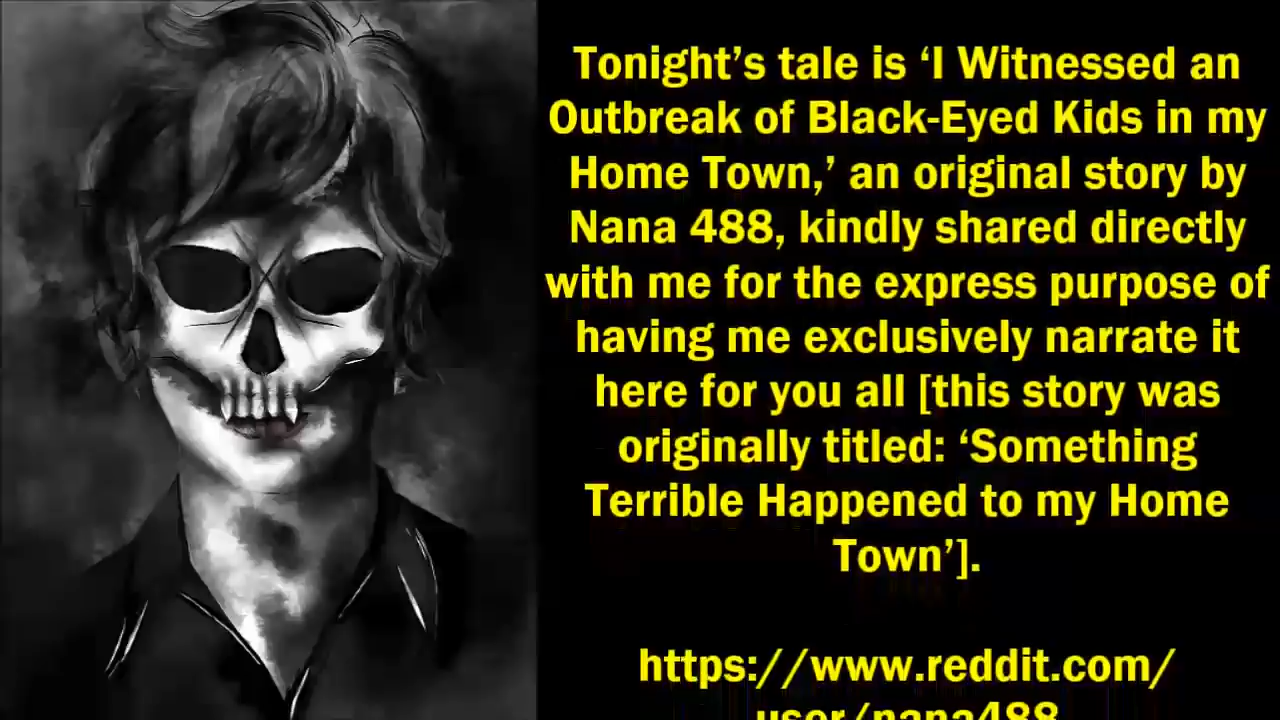 Tonight’s tale is ‘I Witnessed an
Outbreak of Black-Eyed Kids in my
Home Town,’ an original story by
Nana 488, kindly shared directly
with me for the express purpose of
having me exclusively narrate it
here for you all [this story was
originally titled: ‘Something
Terrible Happened to my Home
Town’].
https://www.reddit.com/
user/nana488